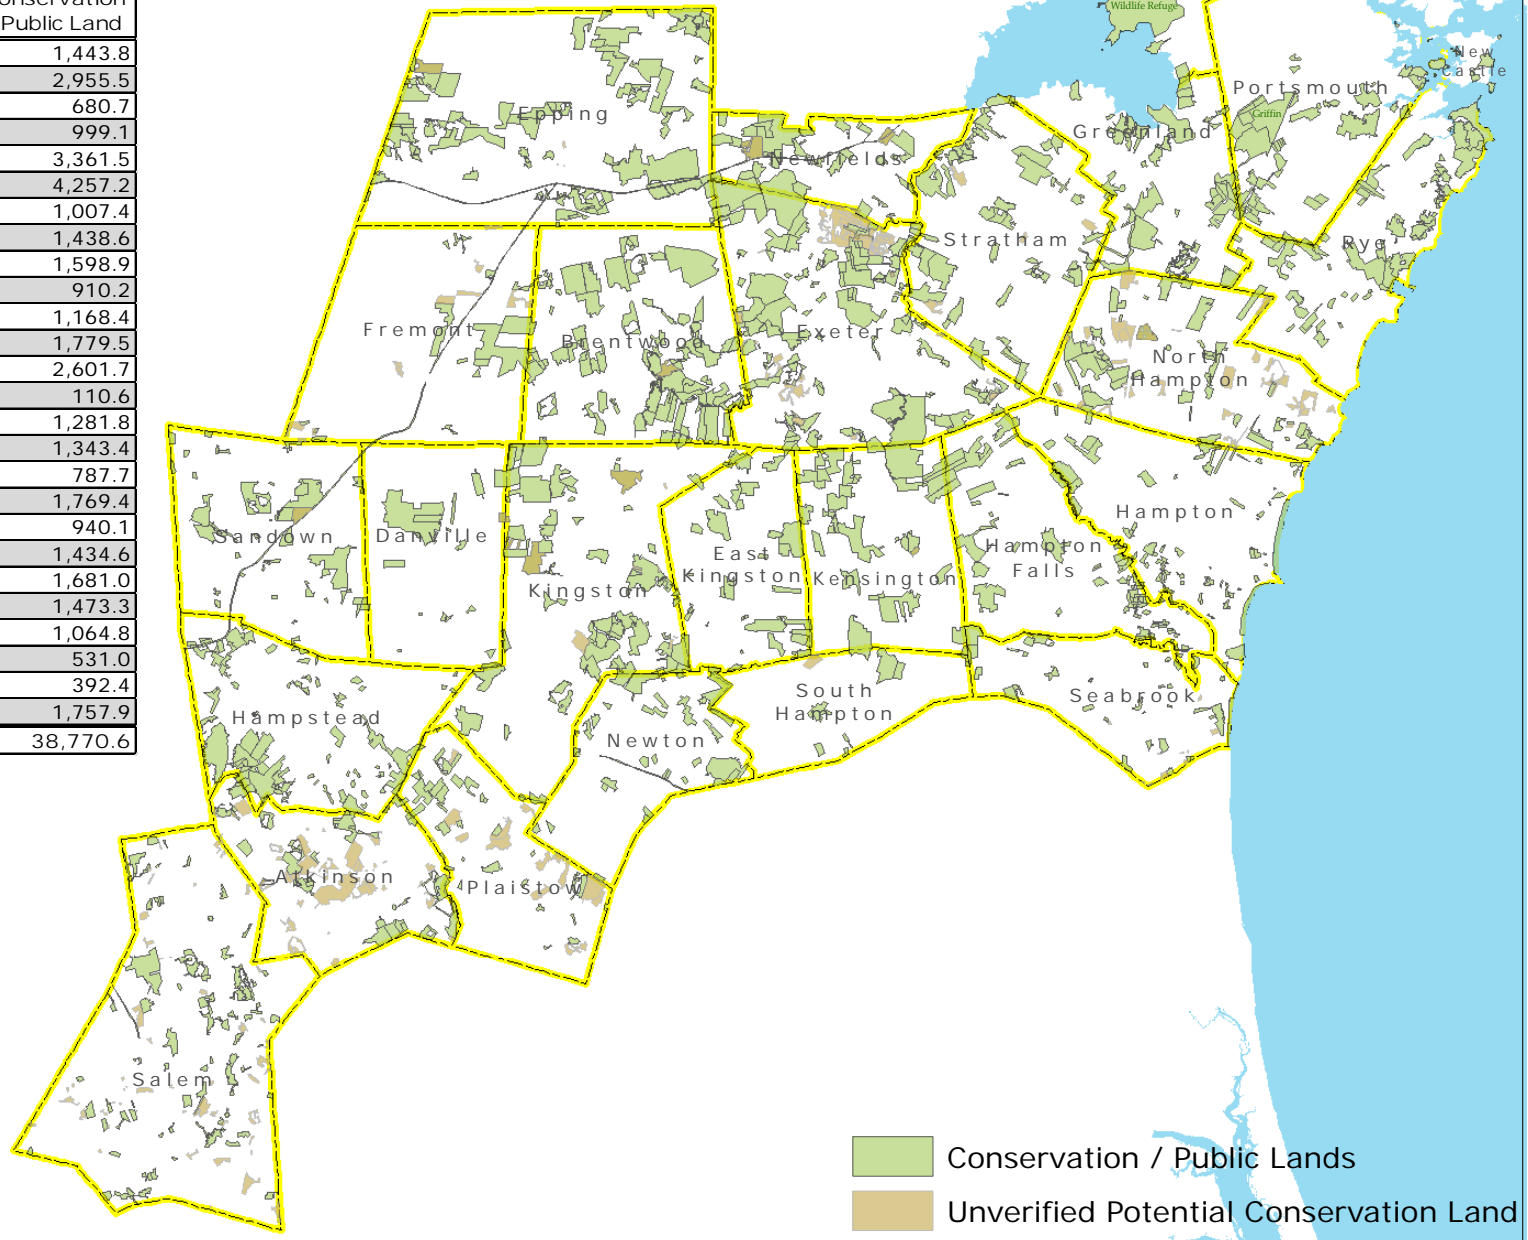 Public Land
1,443.8
2,955.5
680.7
999.1
3,361.5
4,257.2
1,007.4
1,438.6
1,598.9
910.2
1,168.4
1,779.5
2,601.7
110.6
1,281.8
1,343.4
787.7
1,769.4
940.1
1,434.6
1,681.0
1,473.3
1,064.8
531.0
392.4
1,757.9
38,770.6
Wildlife Refuge
New
Castle
Portsmouth
Griffin
Epping
Greenland
Newfields
Stratham
Rye
Fremont
Brentwood
Exeter
North
Hampton
Hampton
Sandown
Danville
Kingston
East
Kingston
Kensington
Hampton
Falls
Hampstead
Newton
South
Hampton
Seabrook
Atkinson
Plaistow
Salem
Conservation / Public Lands
Unverified Potential Conservation Land